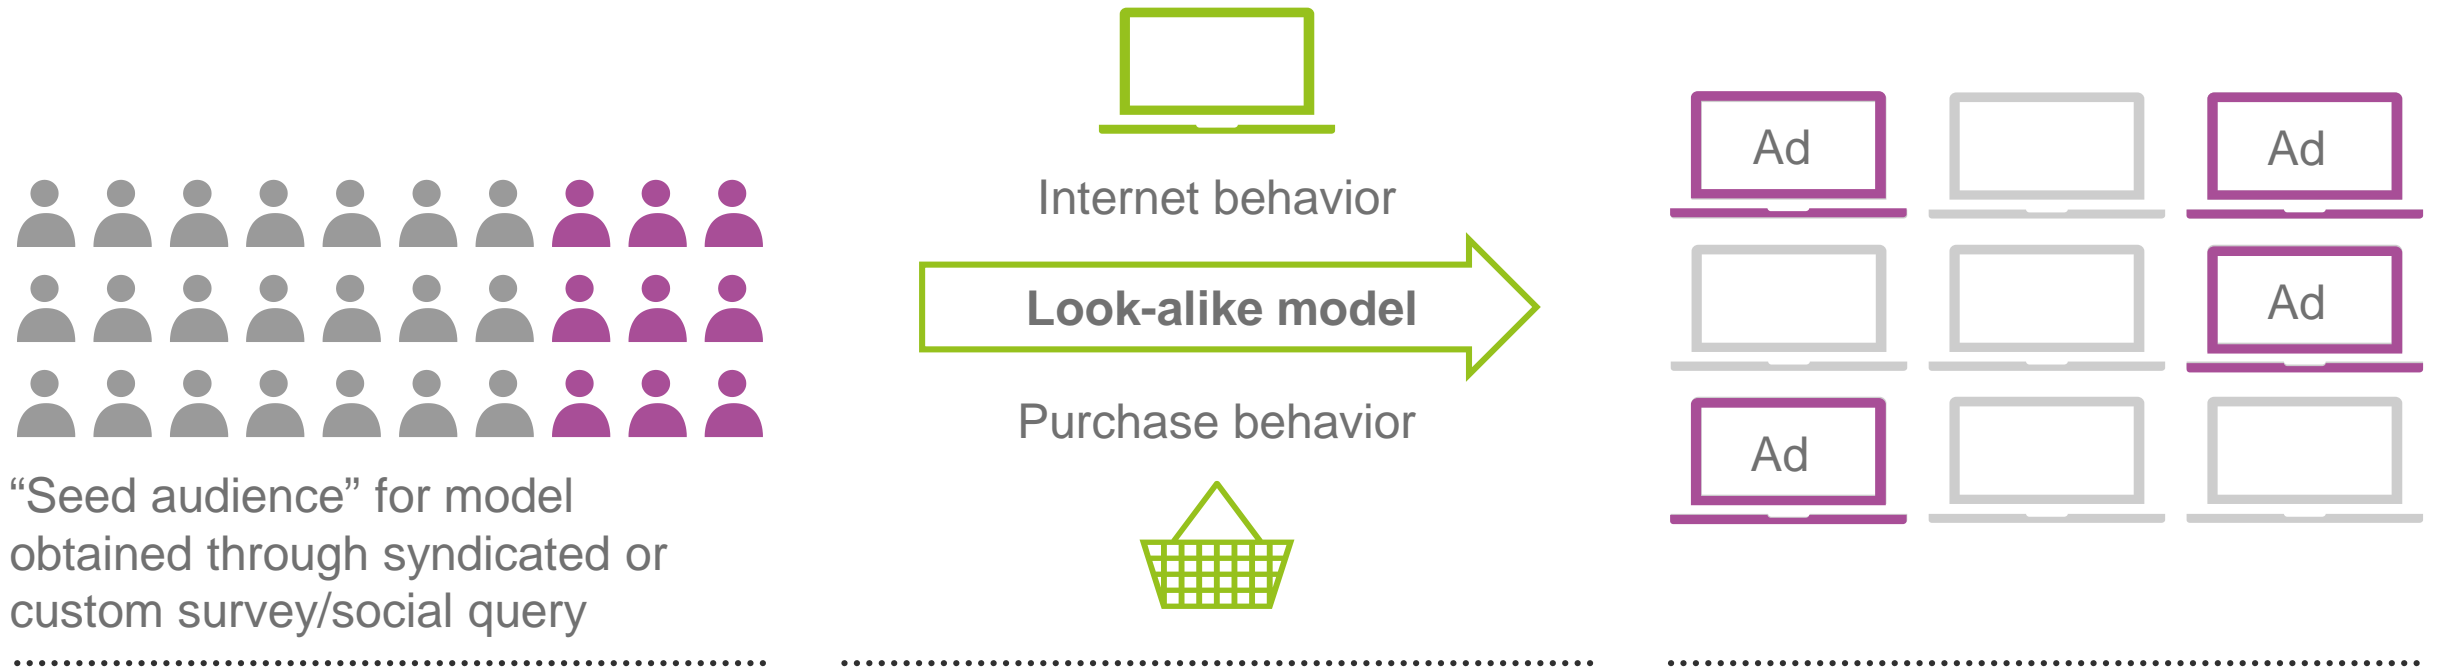 “Seed audience” for model
obtained through syndicated or
custom survey/social query
Internet behavior
Look-alike model
Purchase behavior
Ad
Ad
Ad
Ad